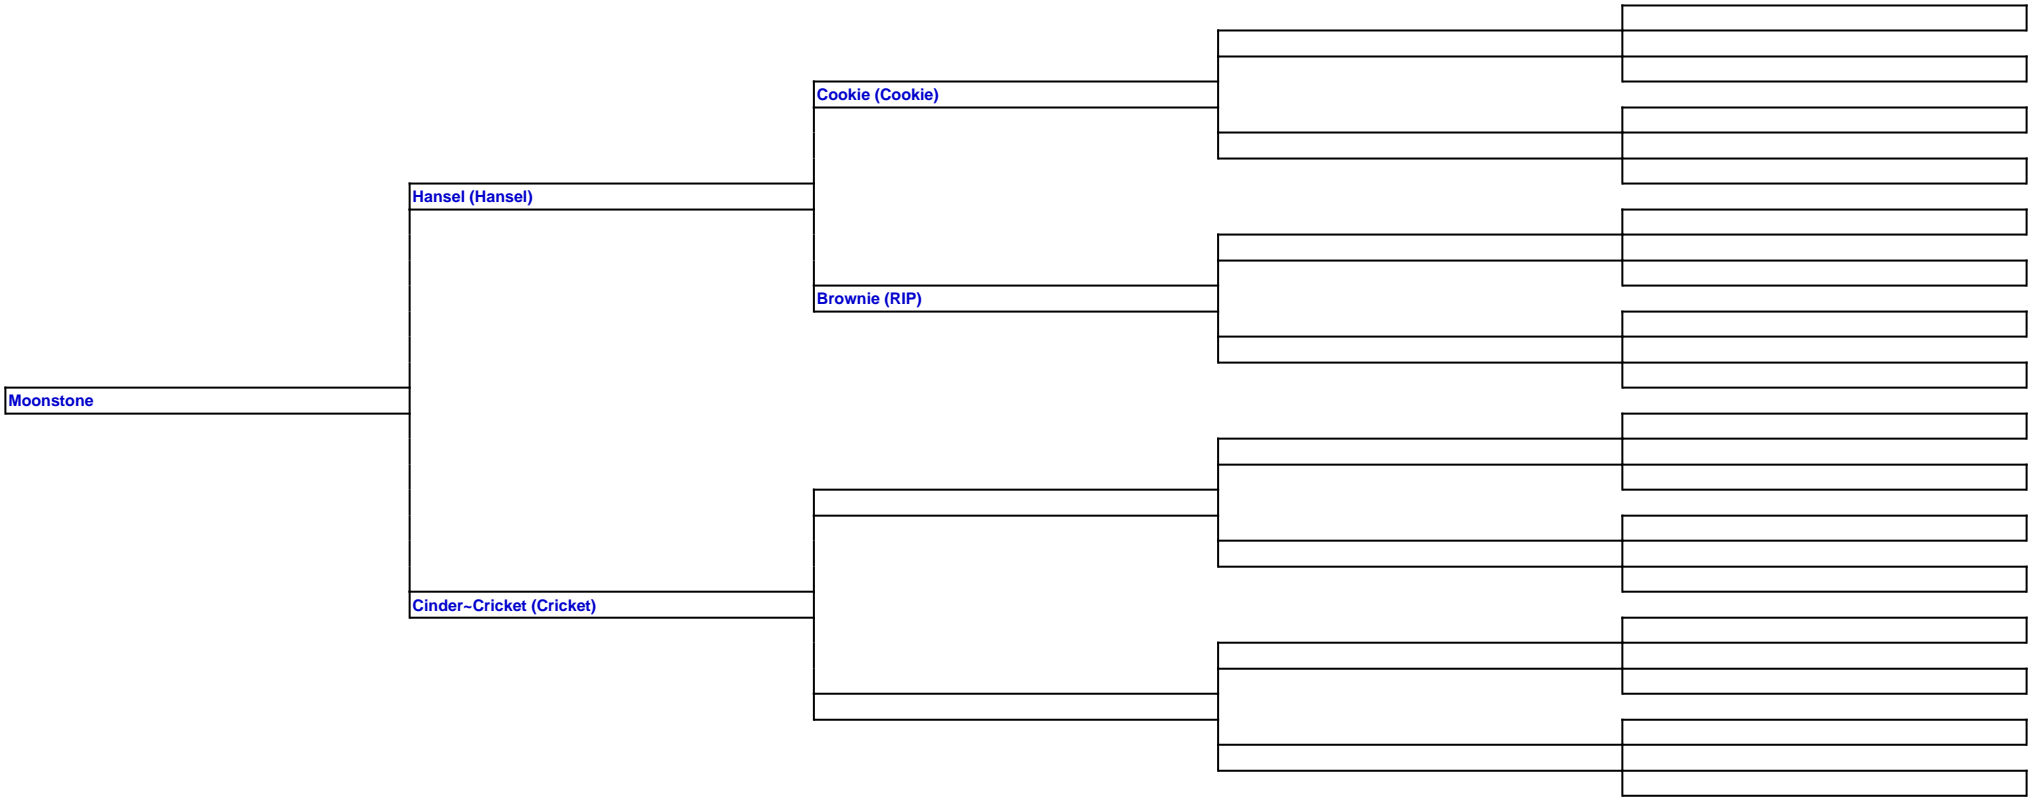 Cookie (Cookie)
Hansel (Hansel)
Brownie (RIP)
Moonstone
Cinder~Cricket (Cricket)